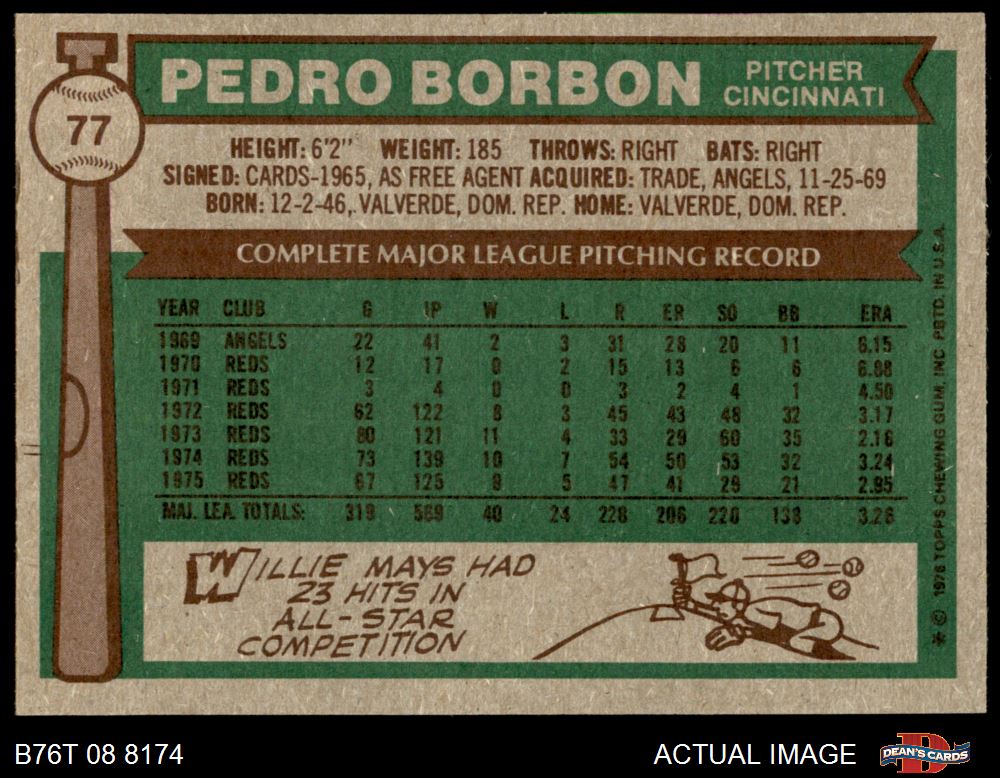 77
PEDRO BORBON
PITCHER
CINCINNATI
HEIGHT: 6'2" WEIGHT: 185 THROWS: RIGHT BATS: RIGHT
SIGNED: CARDS-1965, AS FREE AGENT ACQUIRED: TRADE, ANGELS, 11-25-69
BORN: 12-2-46, VALVERDE, DOM. REP. HOME: VALVERDE, DOM. REP.
COMPLETE MAJOR LEAGUE PITCHING RECORD
YEAR CLUB G IP W L R ER SO BB ERA
1969 ANGELS 22 41 2 3 31 28 20 11 6.15
1970 REDS 12 17 0 2 15 13 6 6 6.88
1971 REDS 3 4 0 0 3 2 4 1 4.50
1972 REDS 62 122 8 3 45 43 48 32 3.17
1973 REDS 80 121 11 4 33 29 60 35 2.16
1974 REDS 73 139 10 7 54 50 53 32 3.24
1975 REDS 67 125 9 5 47 41 29 21 2.95
MAJ. LEA. TOTALS: 319 569 40 24 228 206 220 138 3.26
WILLIE MAYS HAD
23 HITS IN
ALL-STAR
COMPETITION
* © 1976 TOPPS CHEWING GUM, INC PRTD. IN U.S.A.
B76T 08 8174
ACTUAL IMAGE
DEAN'S CARDS